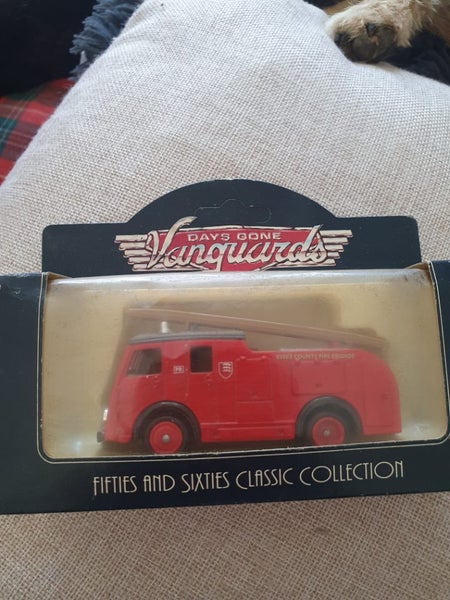 DAYS GONE
Vanguards
ESSEX COUNTY FIRE BRIGADE
FIFTIES AND SIXTIES CLASSIC COLLECTION